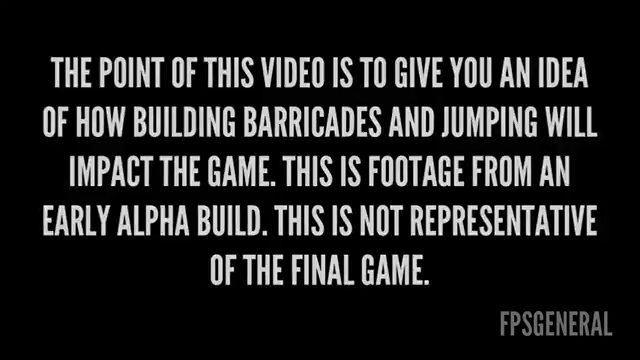 THE POINT OF THIS VIDEO IS TO GIVE YOU AN IDEA
OF HOW BUILDING BARRICADES AND JUMPING WILL
IMPACT THE GAME. THIS IS FOOTAGE FROM AN
EARLY ALPHA BUILD. THIS IS NOT REPRESENTATIVE
OF THE FINAL GAME.
FPSGENERAL